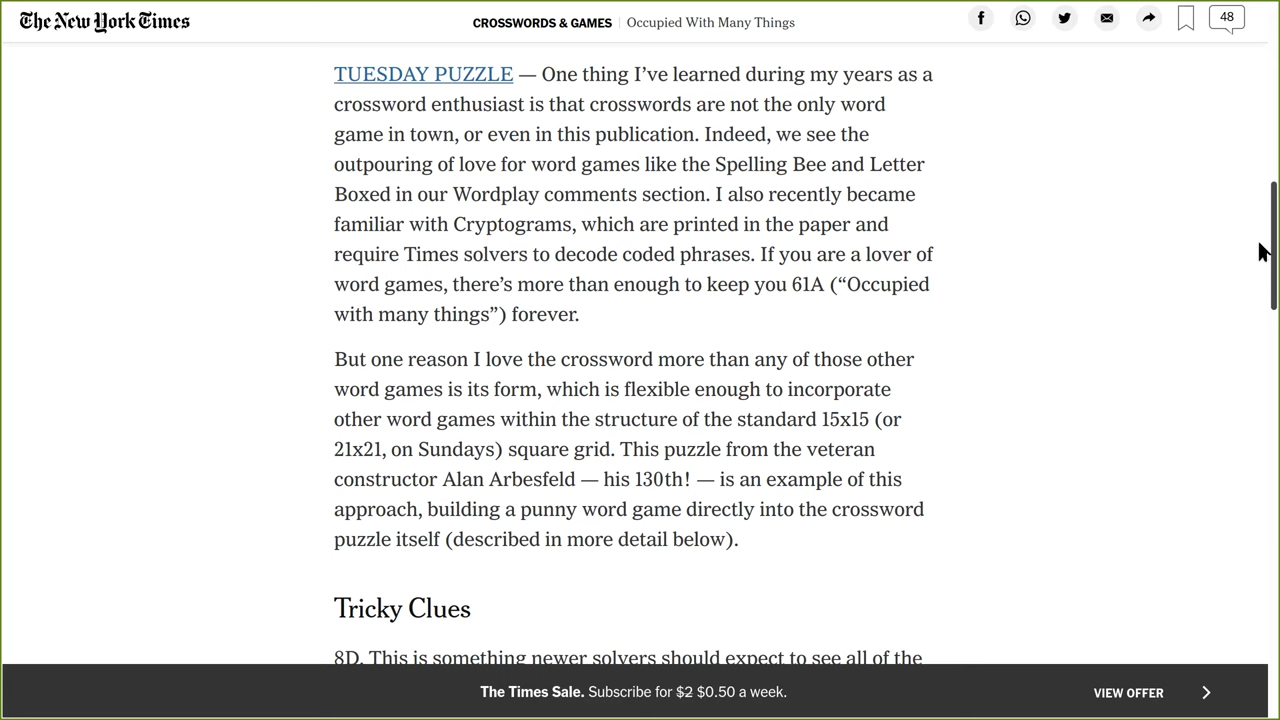 The New York Times
CROSSWORDS & GAMES | Occupied With Many Things
48
TUESDAY PUZZLE — One thing I’ve learned during my years as a
crossword enthusiast is that crosswords are not the only word
game in town, or even in this publication. Indeed, we see the
outpouring of love for word games like the Spelling Bee and Letter
Boxed in our Wordplay comments section. I also recently became
familiar with Cryptograms, which are printed in the paper and
require Times solvers to decode coded phrases. If you are a lover of
word games, there’s more than enough to keep you 61A (“Occupied
with many things”) forever.
But one reason I love the crossword more than any of those other
word games is its form, which is flexible enough to incorporate
other word games within the structure of the standard 15x15 (or
21x21, on Sundays) square grid. This puzzle from the veteran
constructor Alan Arbesfeld — his 130th! — is an example of this
approach, building a punny word game directly into the crossword
puzzle itself (described in more detail below).
Tricky Clues
8D. This is something newer solvers should expect to see all of the
The Times Sale. Subscribe for $2 $0.50 a week.
VIEW OFFER